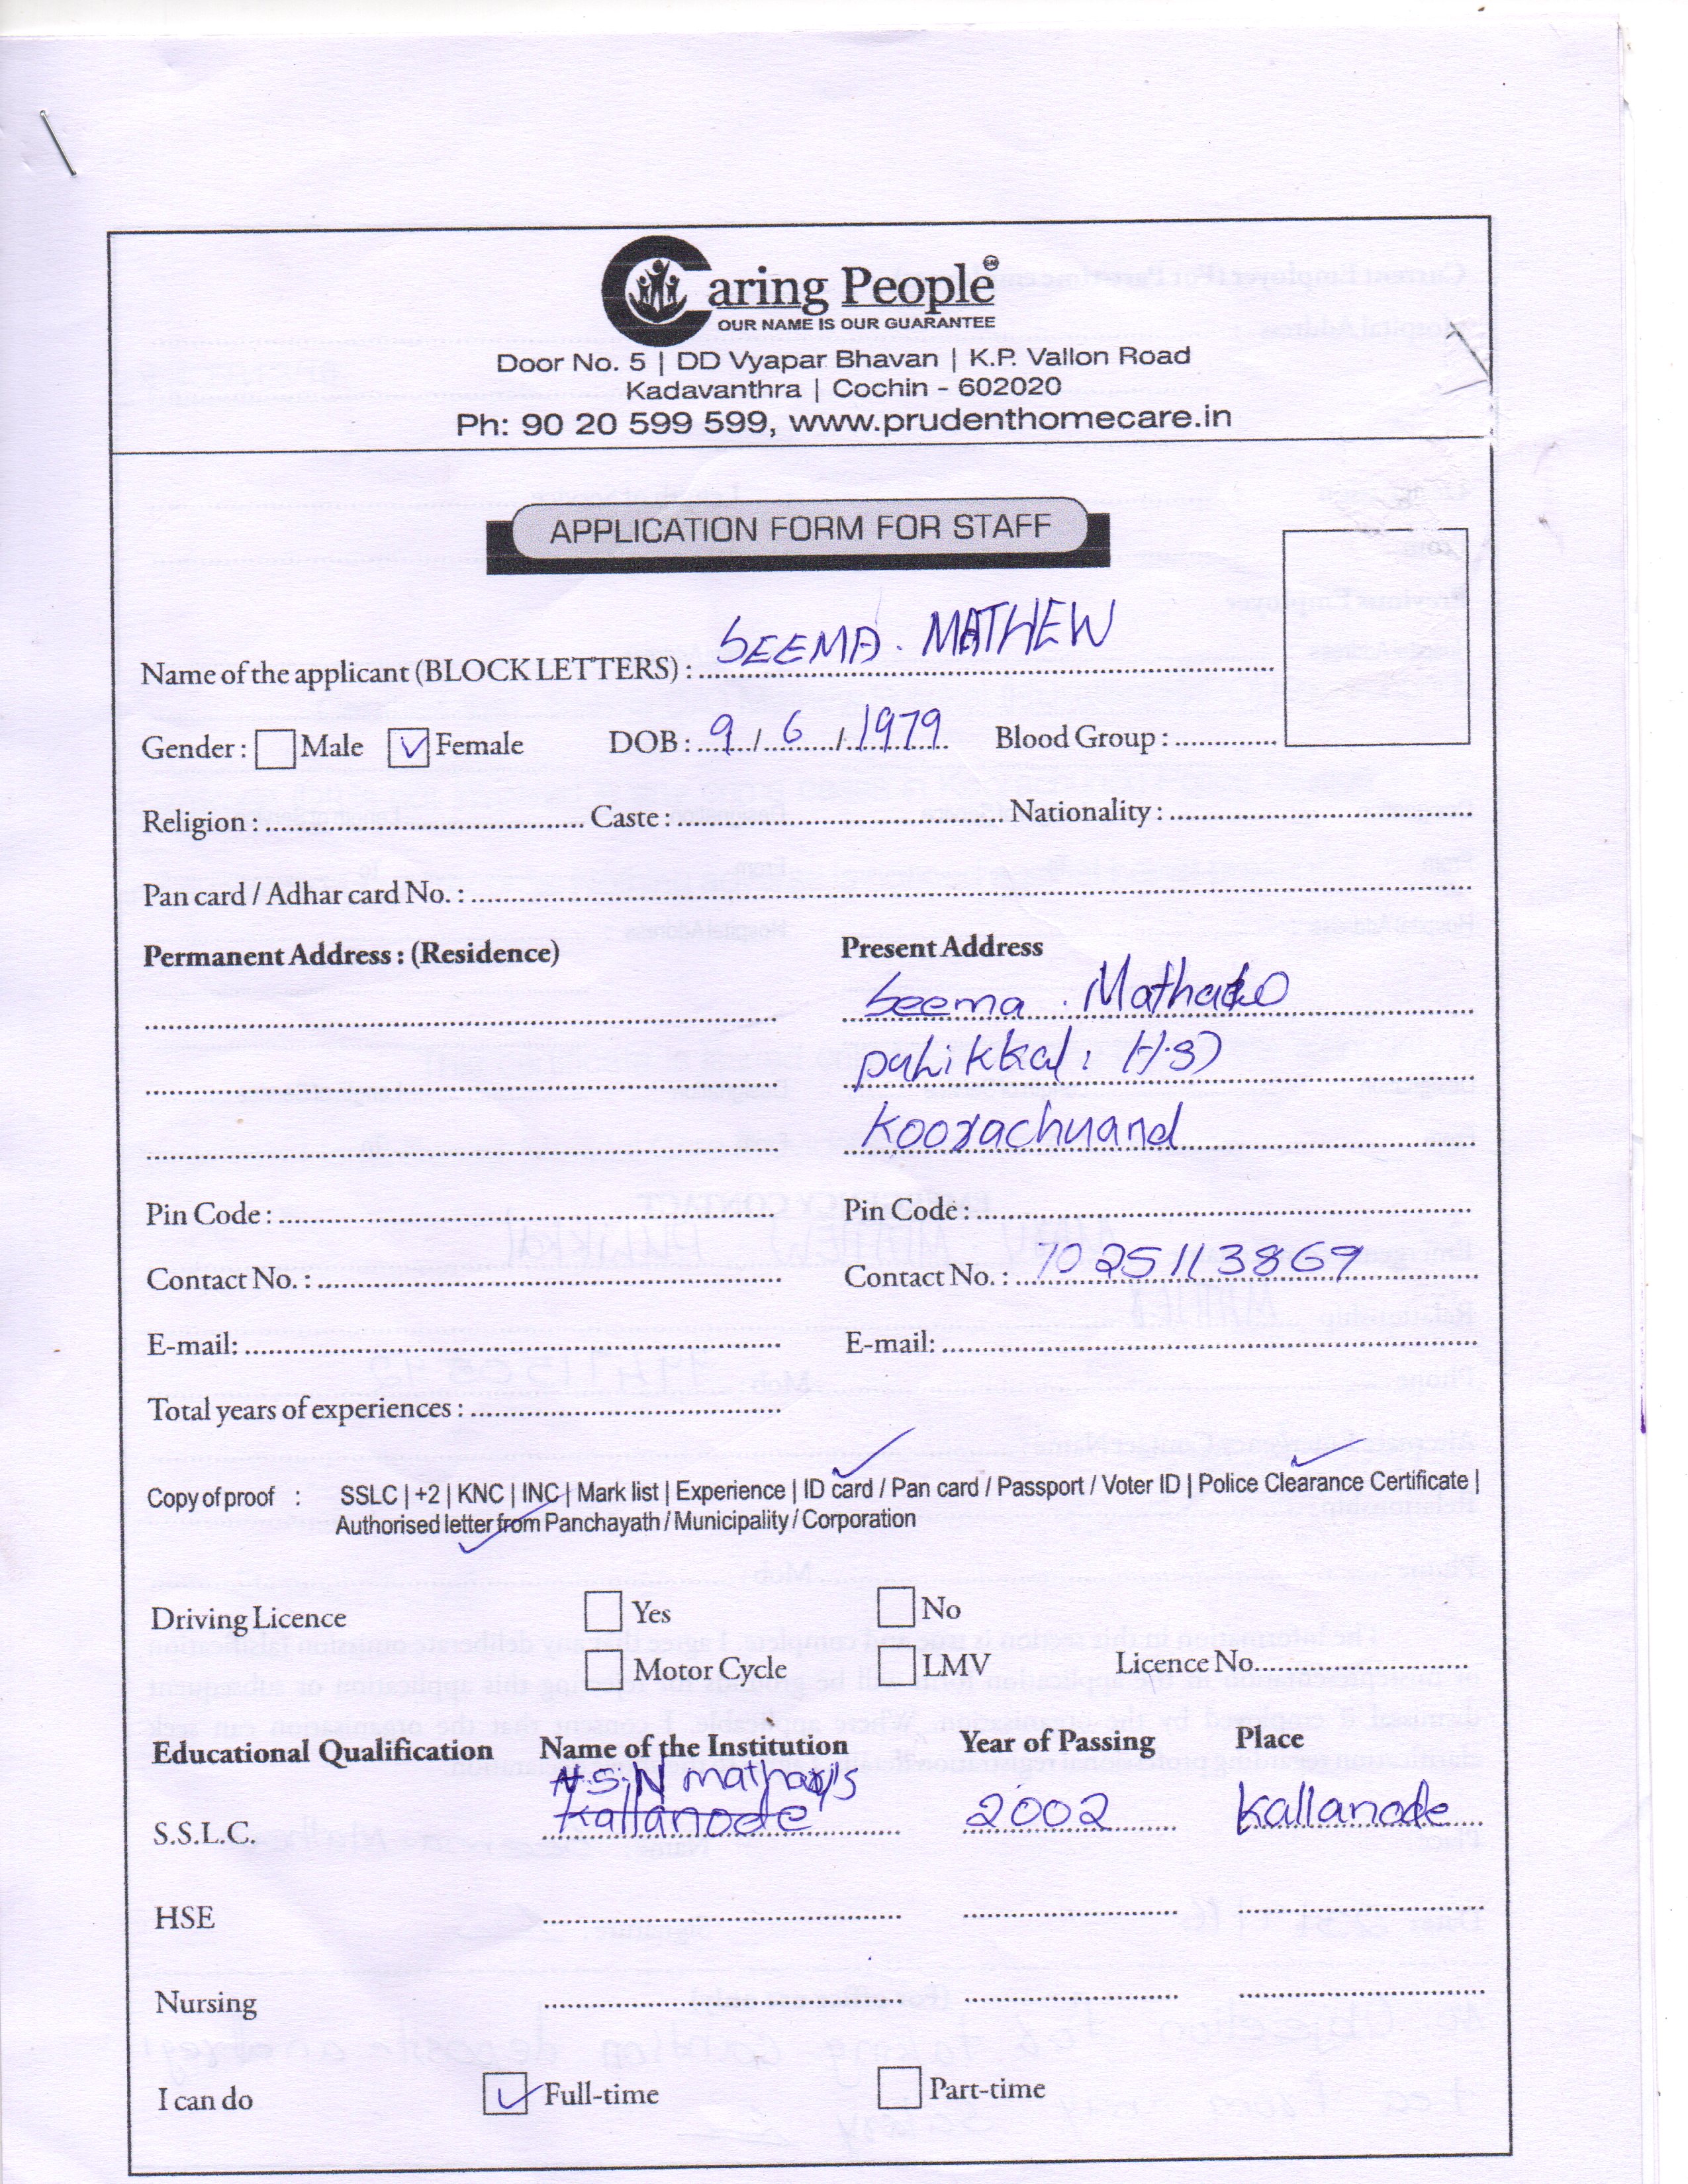 Caring People
OUR NAME IS OUR GUARANTEE
Door No. 5 | DD Vyapar Bhavan | K.P. Vallon Road
Kadavanthra | Cochin - 602020
Ph: 90 20 599 599, www.prudenthomecare.in
APPLICATION FORM FOR STAFF
Name of the applicant (BLOCK LETTERS) : SEEMA. MATHEW
Gender : Male Female DOB : 9 / 6 / 1979 Blood Group :
Religion : Caste : Nationality :
Pan card / Adhar card No. :
Permanent Address : (Residence) Present Address
Seema .
H.S)
Koorachuand
Pin Code : Pin Code :
Contact No. : Contact No. : 7025113869
E-mail: E-mail:
Total years of experiences :
Copy of proof : SSLC | +2 | KNC | INC | Mark list | Experience | ID card / Pan card / Passport / Voter ID | Police Clearance Certificate |
Authorised letter from Panchayath / Municipality / Corporation
Driving Licence Yes No
Motor Cycle LMV Licence No.
Educational Qualification Name of the Institution Year of Passing Place
S.S.L.C. Kallanode 2002 Kallanode
HSE
Nursing
I can do Full-time Part-time